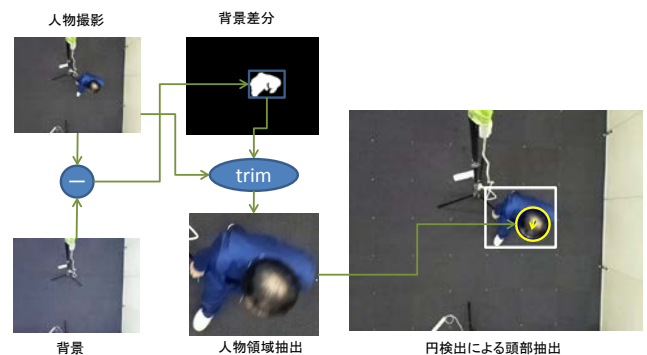 人物撮影
背景差分
－
trim
背景
人物領域抽出
円検出による頭部抽出